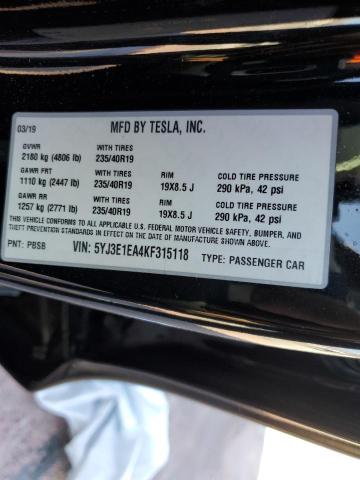 03/19
MFD BY TESLA, INC.
GVWR WITH TIRES
2180 kg (4806 lb) 235/40R19
GAWR FRT WITH TIRES RIM COLD TIRE PRESSURE
1110 kg (2447 lb) 235/40R19 19X8.5 J 290 kPa, 42 psi
GAWR RR WITH TIRES RIM COLD TIRE PRESSURE
1257 kg (2771 lb) 235/40R19 19X8.5 J 290 kPa, 42 psi
THIS VEHICLE CONFORMS TO ALL APPLICABLE U.S. FEDERAL MOTOR VEHICLE SAFETY, BUMPER, AND
THEFT PREVENTION STANDARDS IN EFFECT ON THE DATE OF MANUFACTURE SHOWN ABOVE.
PNT: PBSB VIN: 5YJ3E1EA4KF315118 TYPE: PASSENGER CAR